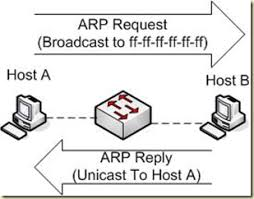 ARP Request
(Broadcast to ff-ff-ff-ff-ff-ff)
Host A
Host B
ARP Reply
(Unicast To Host A)